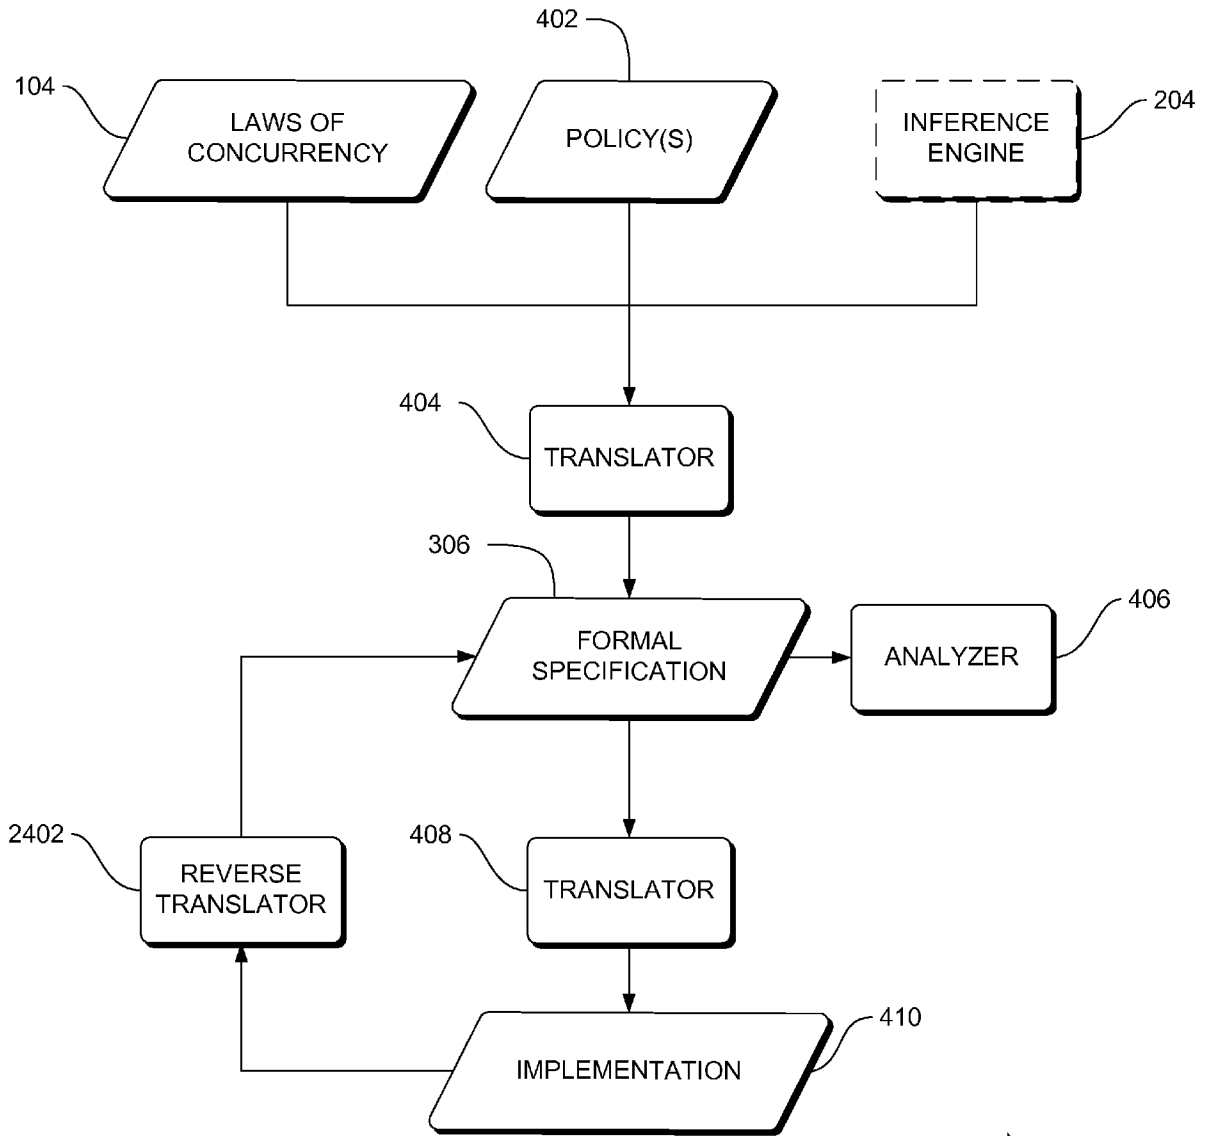 402
104
LAWS OF
CONCURRENCY
POLICY(S)
INFERENCE
ENGINE
204
404
TRANSLATOR
306
FORMAL
SPECIFICATION
ANALYZER
406
2402
REVERSE
TRANSLATOR
408
TRANSLATOR
IMPLEMENTATION
410